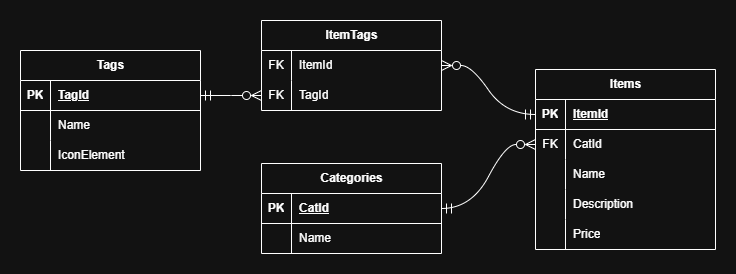 Tags
PK TagId
Name
IconElement
ItemTags
FK ItemId
FK TagId
Categories
PK CatId
Name
Items
PK ItemId
FK CatId
Name
Description
Price